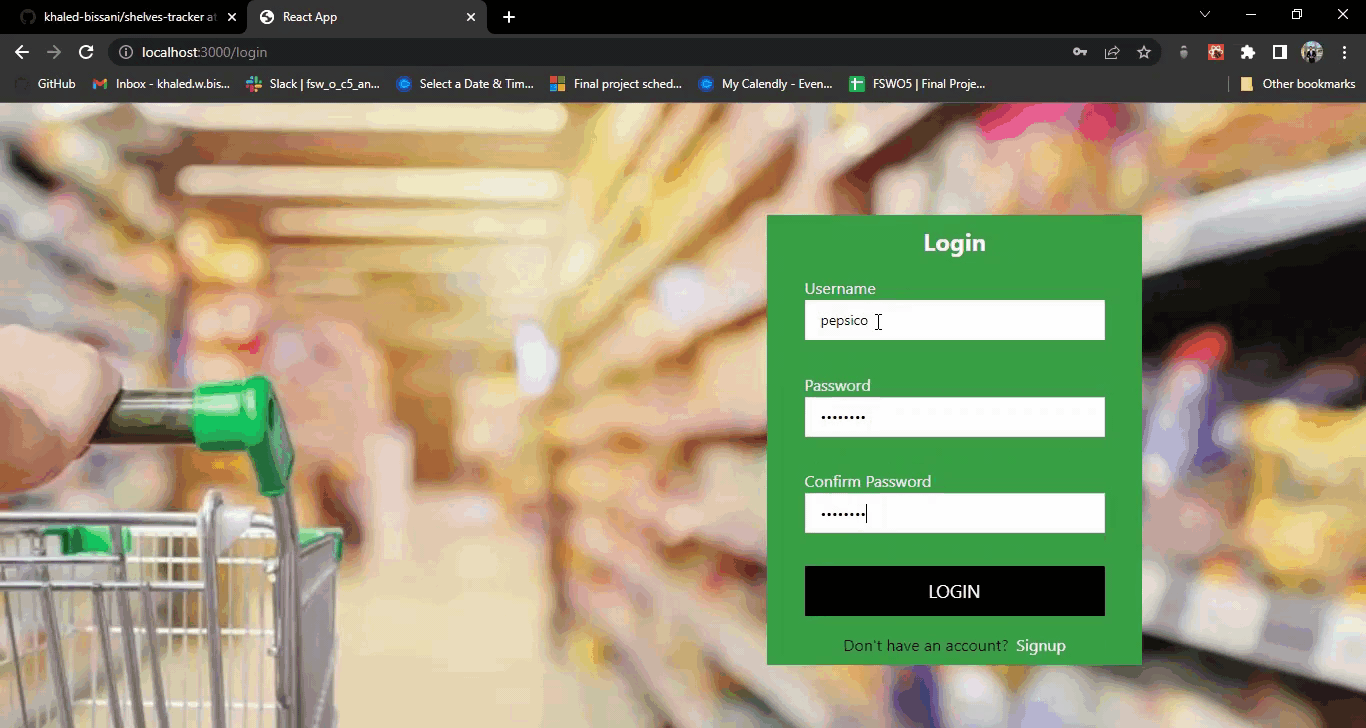 khaled-bissani/shelves-tracker at
React App
localhost:3000/login
GitHub
Inbox - khaled.w.bis...
Slack | fsw_o_c5_an...
Select a Date & Tim...
Final project sched...
My Calendly - Even...
FSWO5 | Final Proje...
Other bookmarks
Login
Username
pepsico
Password
••••••••
Confirm Password
••••••••
LOGIN
Don't have an account? Signup